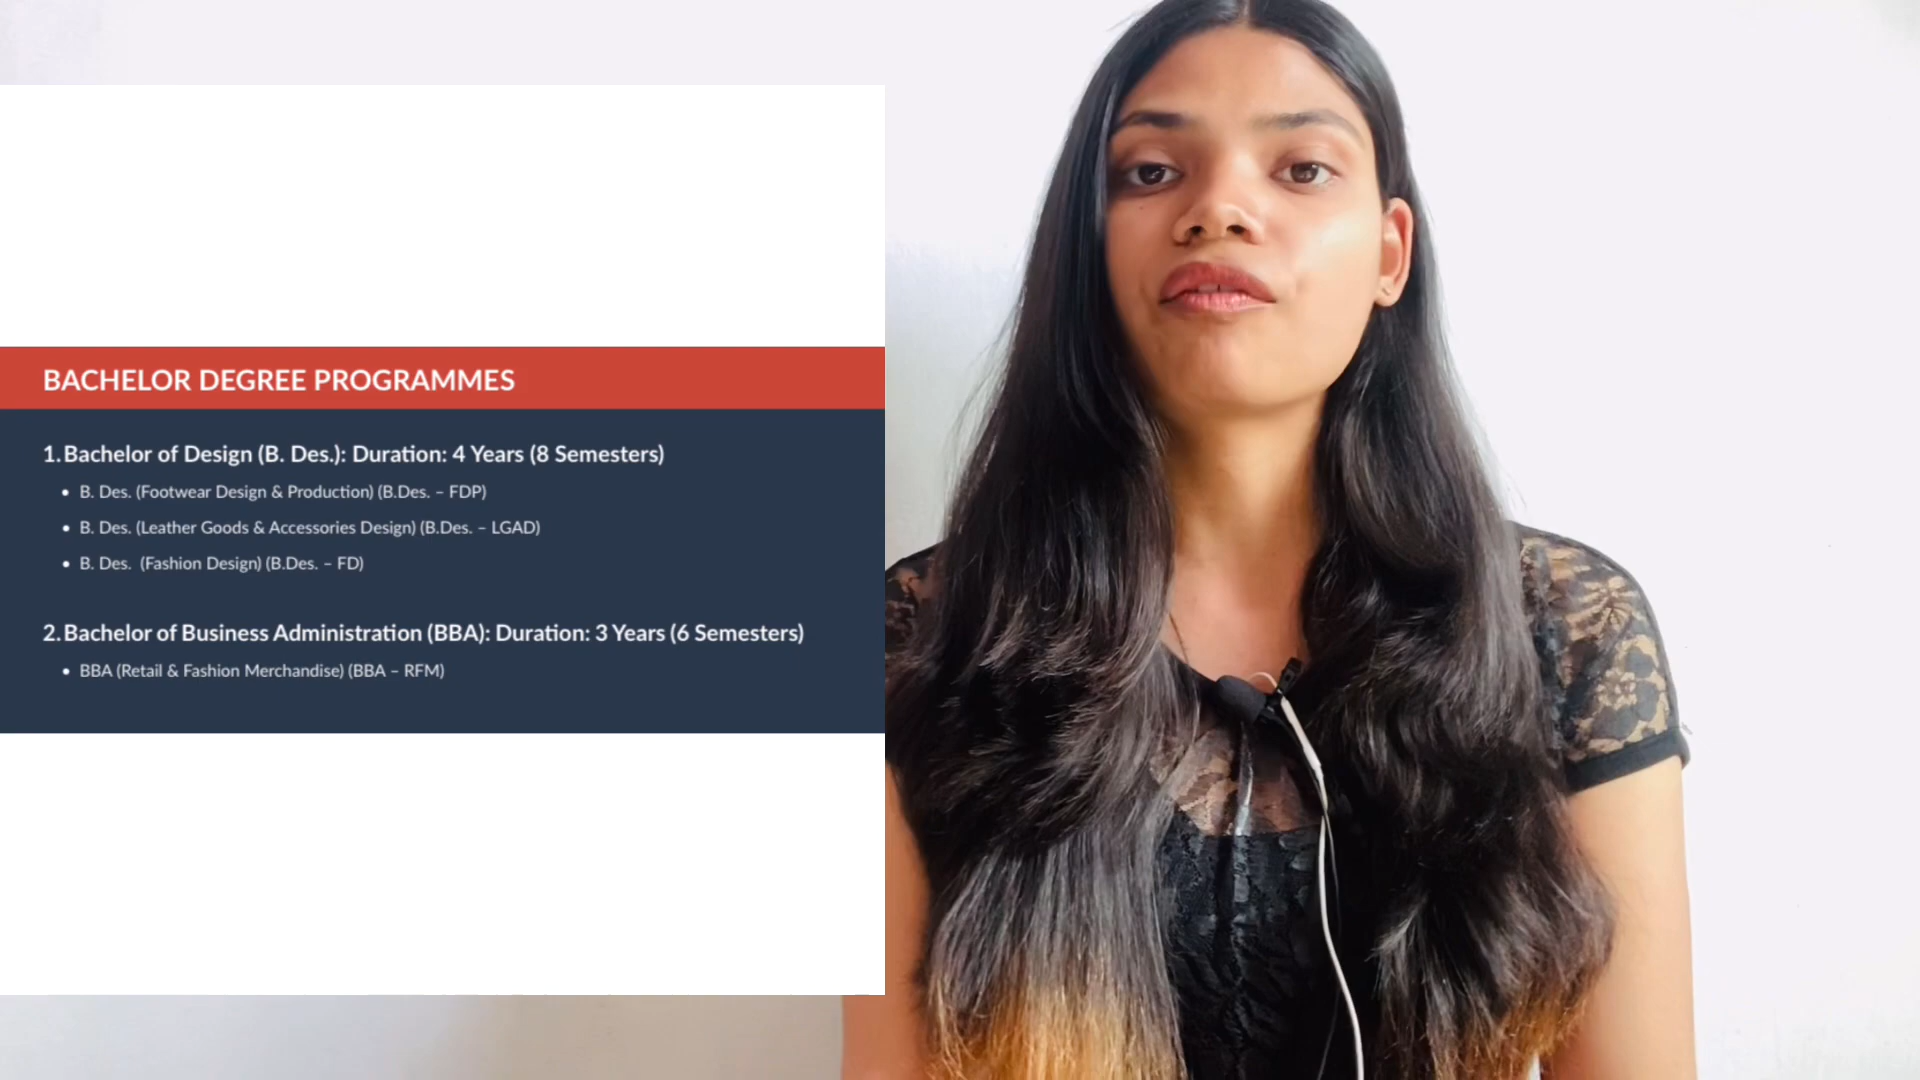 BACHELOR DEGREE PROGRAMMES
1. Bachelor of Design (B. Des.): Duration: 4 Years (8 Semesters)
• B. Des. (Footwear Design & Production) (B.Des. – FDP)
• B. Des. (Leather Goods & Accessories Design) (B.Des. – LGAD)
• B. Des. (Fashion Design) (B.Des. – FD)
2. Bachelor of Business Administration (BBA): Duration: 3 Years (6 Semesters)
• BBA (Retail & Fashion Merchandise) (BBA – RFM)